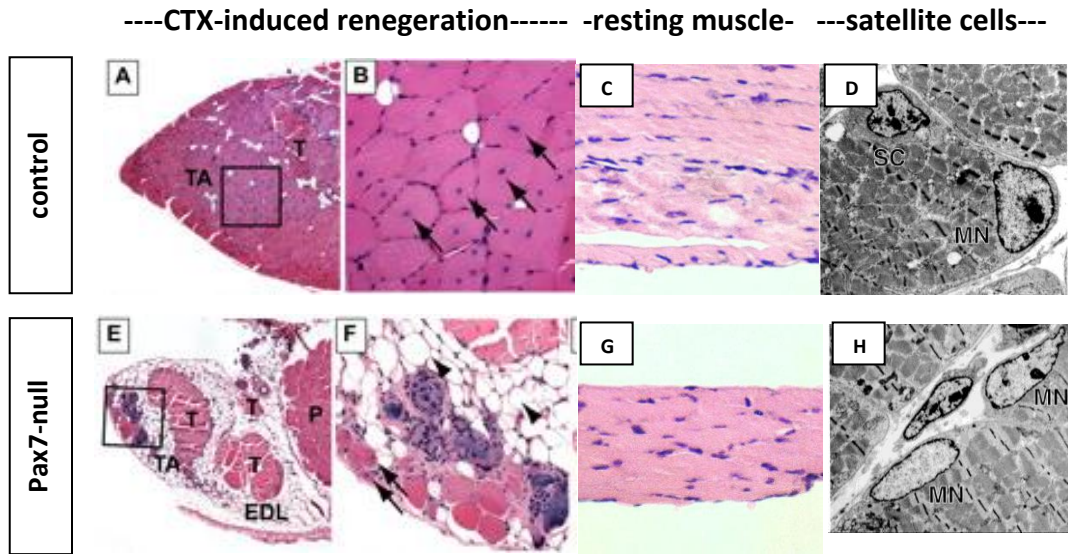 ----CTX-induced renegeration------ -resting muscle- ---satellite cells---
control
A
T
TA
B
C
D
SC
MN
Pax7-null
E
T
T
P
T
TA
EDL
F
G
H
MN
MN